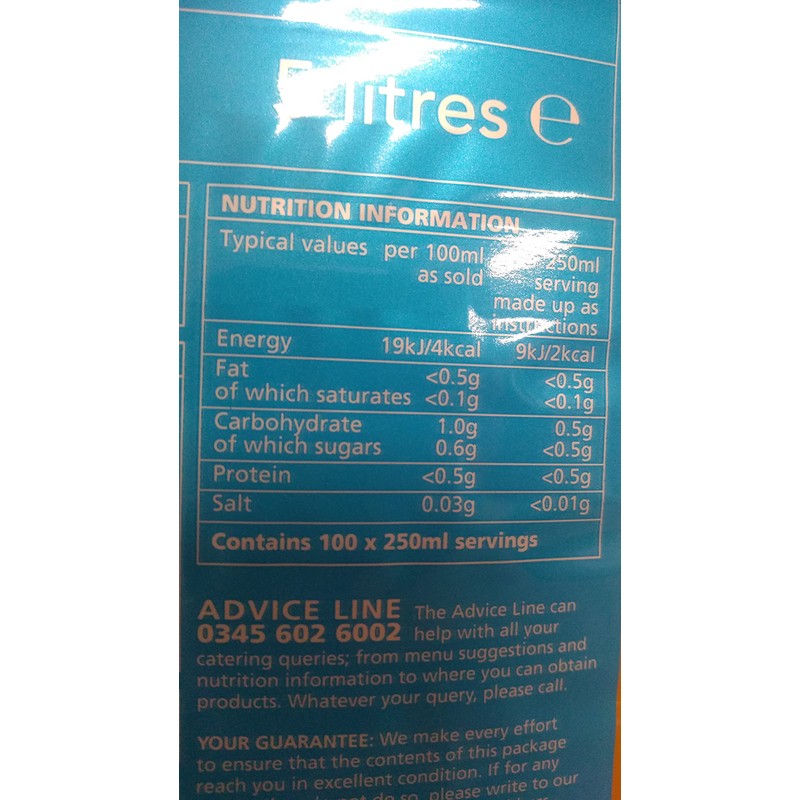 litres e
NUTRITION INFORMATION
Typical values per 100ml 250ml
as sold serving
made up as
instructions
Energy 19kJ/4kcal 9kJ/2kcal
Fat <0.5g <0.5g
of which saturates <0.1g <0.1g
Carbohydrate 1.0g 0.5g
of which sugars 0.6g <0.5g
Protein <0.5g <0.5g
Salt 0.03g <0.01g
Contains 100 x 250ml servings
ADVICE LINE The Advice Line can
0345 602 6002 help with all your
catering queries; from menu suggestions and
nutrition information to where you can obtain
products. Whatever your query, please call.
YOUR GUARANTEE: We make every effort
to ensure that the contents of this package
reach you in excellent condition. If for any
do so, please write to our